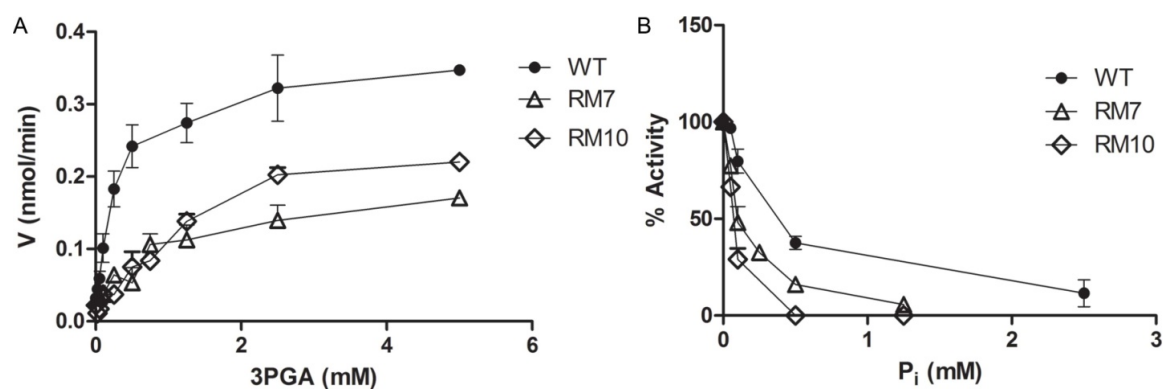 A
V (nmol/min)
0.4
0.3
0.2
0.1
0.0
0 2 4 6
3PGA (mM)
WT
RM7
RM10
B
% Activity
150
100
50
0
0 1 2 3
Pi (mM)
WT
RM7
RM10